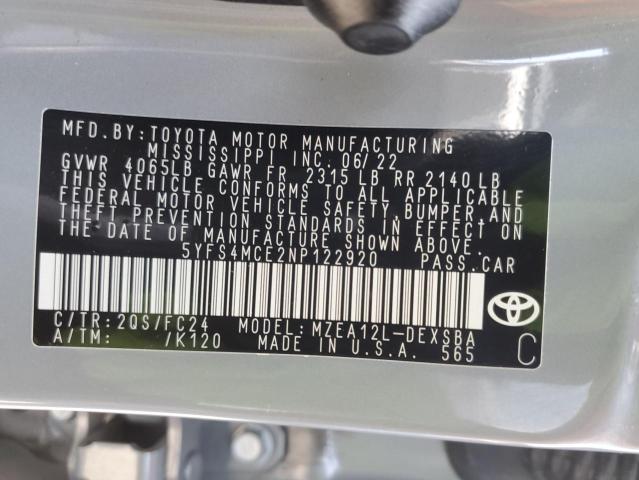 MFD.BY:TOYOTA MOTOR MANUFACTURING
MISSISSIPPI INC.06/22
GVWR 4065LB GAWR FR 2315 LB RR 2140 LB
THIS VEHICLE CONFORMS TO ALL APPLICABLE
FEDERAL MOTOR VEHICLE SAFETY, BUMPER, AND
THEFT PREVENTION STANDARDS IN EFFECT ON
THE DATE OF MANUFACTURE SHOWN ABOVE.
5YFS4MCE2NP122920 PASS.CAR
C/TR:2QS/FC24 MODEL:MZEA12L-DEXSBA
A/TM: /K120 MADE IN U.S.A. 565
C